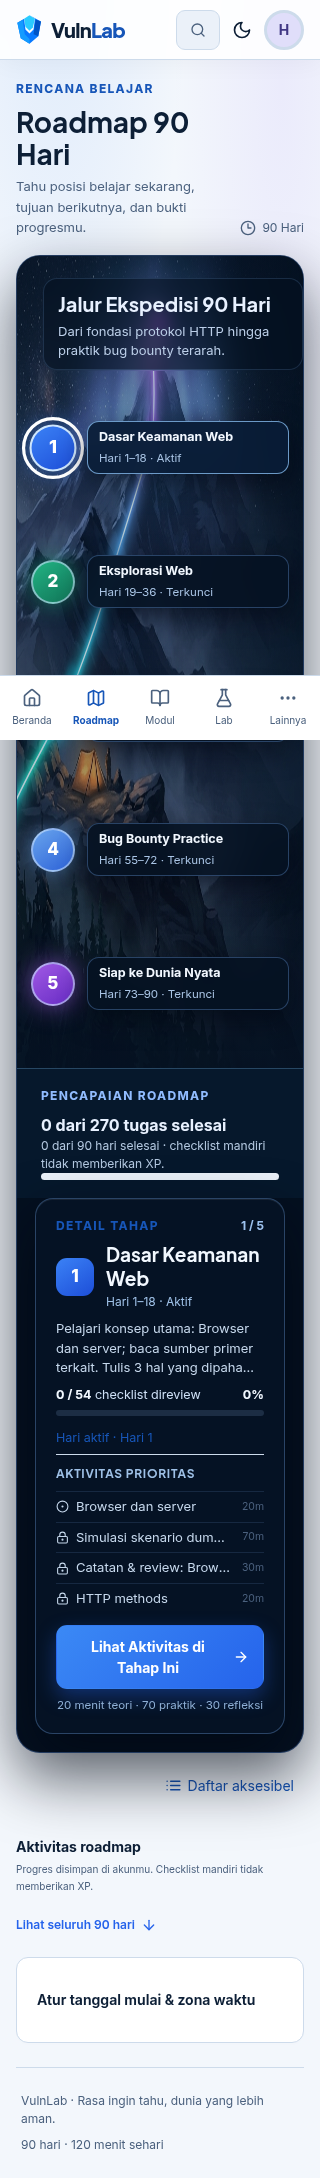 VulnLab
H
RENCANA BELAJAR
Roadmap 90
Hari
Tahu posisi belajar sekarang,
tujuan berikutnya, dan bukti
progresmu.
90 Hari
Jalur Ekspedisi 90 Hari
Dari fondasi protokol HTTP hingga
praktik bug bounty terarah.
1
Dasar Keamanan Web
Hari 1–18 · Aktif
2
Eksplorasi Web
Hari 19–36 · Terkunci
Beranda
Roadmap
Modul
Lab
Lainnya
4
Bug Bounty Practice
Hari 55–72 · Terkunci
5
Siap ke Dunia Nyata
Hari 73–90 · Terkunci
PENCAPAIAN ROADMAP
0 dari 270 tugas selesai
0 dari 90 hari selesai · checklist mandiri
tidak memberikan XP.
DETAIL TAHAP
1 / 5
1
Dasar Keamanan
Web
Hari 1–18 · Aktif
Pelajari konsep utama: Browser
dan server; baca sumber primer
terkait. Tulis 3 hal yang dipaha...
0 / 54 checklist direview
0%
Hari aktif · Hari 1
AKTIVITAS PRIORITAS
Browser dan server
20m
Simulasi skenario dum...
70m
Catatan & review: Brow...
30m
HTTP methods
20m
Lihat Aktivitas di
Tahap Ini
20 menit teori · 70 praktik · 30 refleksi
Daftar aksesibel
Aktivitas roadmap
Progres disimpan di akunmu. Checklist mandiri tidak
memberikan XP.
Lihat seluruh 90 hari
Atur tanggal mulai & zona waktu
VulnLab · Rasa ingin tahu, dunia yang lebih
aman.
90 hari · 120 menit sehari